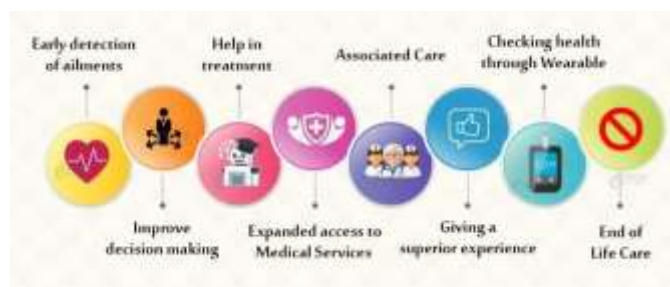 Early detection
of ailments
Help in
treatment
Associated Care
Checking health
through Wearable
Improve
decision making
Expanded access to
Medical Services
Giving a
superior experience
End of
Life Care